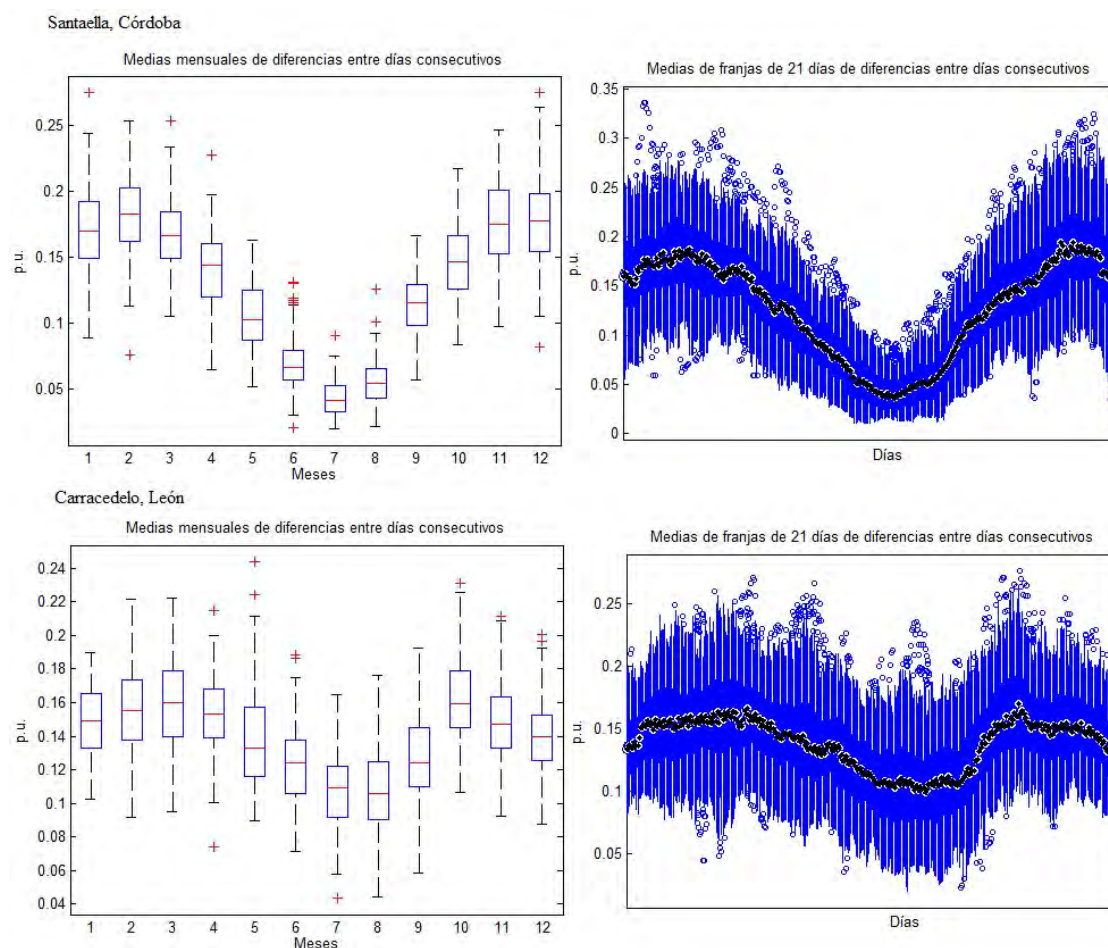 Santaella, Córdoba
Medias mensuales de diferencias entre días consecutivos
p.u.
0.25
0.2
0.15
0.1
0.05
1 2 3 4 5 6 7 8 9 10 11 12
Meses
Medias de franjas de 21 días de diferencias entre días consecutivos
p.u.
0.35
0.3
0.25
0.2
0.15
0.1
0.05
0
Días
Carracedelo, León
Medias mensuales de diferencias entre días consecutivos
p.u.
0.24
0.22
0.2
0.18
0.16
0.14
0.12
0.1
0.08
0.06
0.04
1 2 3 4 5 6 7 8 9 10 11 12
Meses
Medias de franjas de 21 días de diferencias entre días consecutivos
p.u.
0.25
0.2
0.15
0.1
0.05
Días